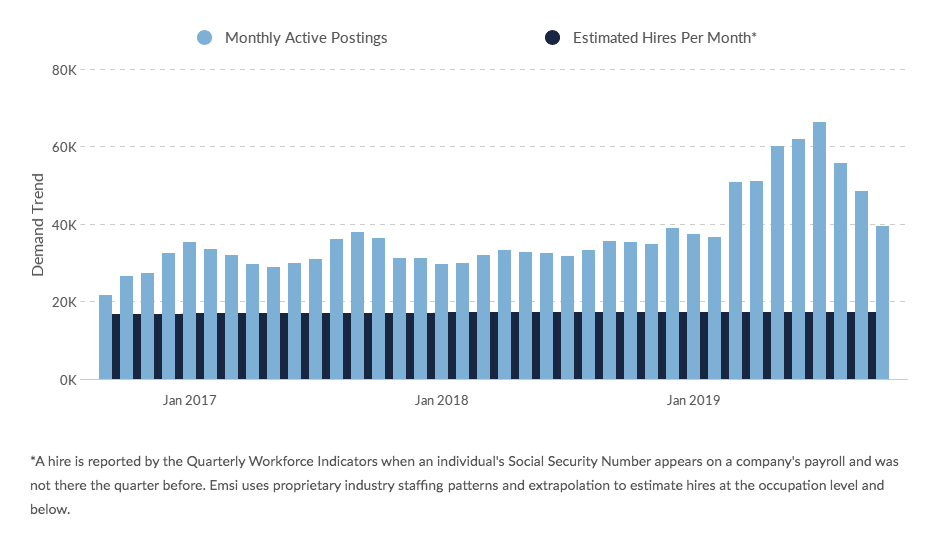 Monthly Active Postings
Estimated Hires Per Month*
80K
60K
40K
20K
0K
Demand Trend
Jan 2017
Jan 2018
Jan 2019
*A hire is reported by the Quarterly Workforce Indicators when an individual's Social Security Number appears on a company's payroll and was
not there the quarter before. Emsi uses proprietary industry staffing patterns and extrapolation to estimate hires at the occupation level and
below.